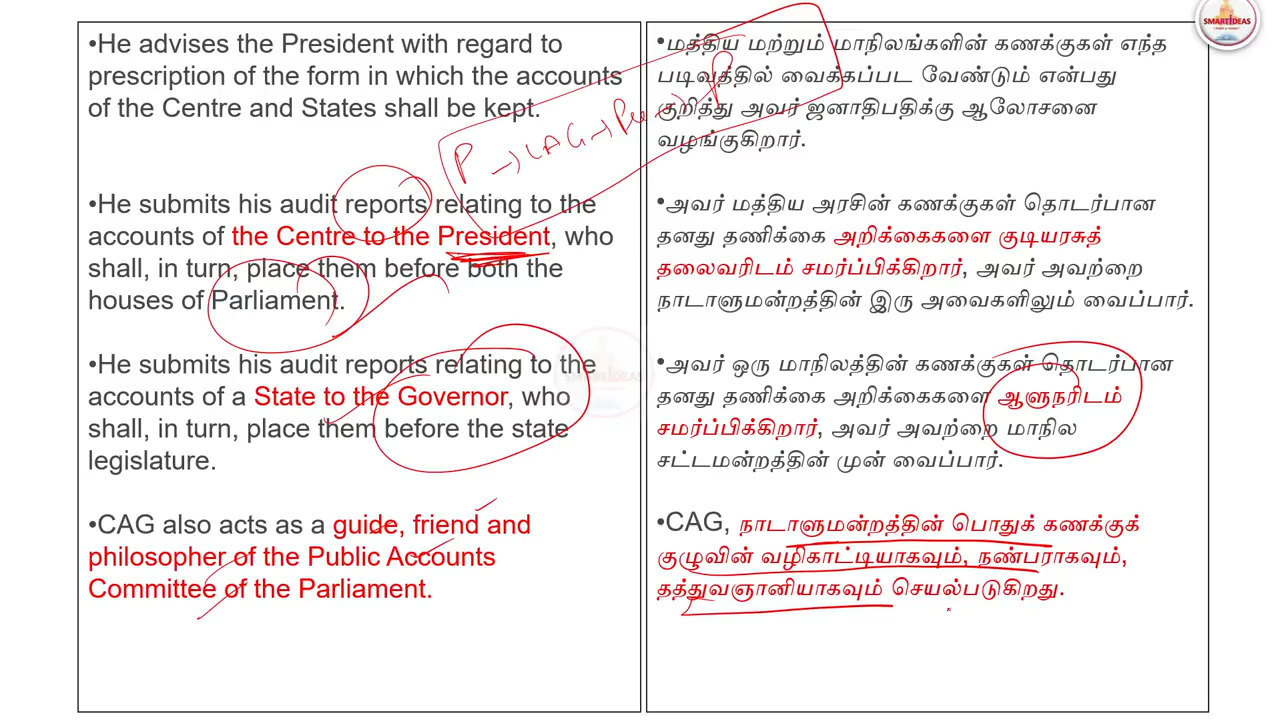 SMART IDEAS
•He advises the President with regard to
prescription of the form in which the accounts
of the Centre and States shall be kept.
P → CAG → Pre → P
•He submits his audit reports relating to the
accounts of the Centre to the President, who
shall, in turn, place them before both the
houses of Parliament.
•He submits his audit reports relating to the
accounts of a State to the Governor, who
shall, in turn, place them before the state
legislature.
•CAG also acts as a guide, friend and
philosopher of the Public Accounts
Committee of the Parliament.
•மத்திய மற்றும் மாநிலங்களின் கணக்குகள் எந்த
படிவத்தில் வைக்கப்பட வேண்டும் என்பது
குறித்து அவர் ஜனாதிபதிக்கு ஆலோசனை
வழங்குகிறார்.
•அவர் மத்திய அரசின் கணக்குகள் தொடர்பான
தனது தணிக்கை அறிக்கைகளை குடியரசுத்
தலைவரிடம் சமர்ப்பிக்கிறார், அவர் அவற்றை
நாடாளுமன்றத்தின் இரு அவைகளிலும் வைப்பார்.
•அவர் ஒரு மாநிலத்தின் கணக்குகள் தொடர்பான
தனது தணிக்கை அறிக்கைகளை ஆளுநரிடம்
சமர்ப்பிக்கிறார், அவர் அவற்றை மாநில
சட்டமன்றத்தின் முன் வைப்பார்.
•CAG, நாடாளுமன்றத்தின் பொதுக் கணக்குக்
குழுவின் வழிகாட்டியாகவும், நண்பராகவும்,
தத்துவஞானியாகவும் செயல்படுகிறது.